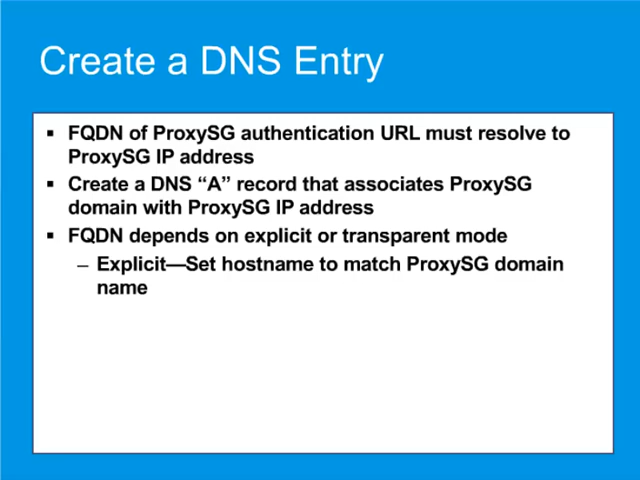 Create a DNS Entry
▪ FQDN of ProxySG authentication URL must resolve to
ProxySG IP address
▪ Create a DNS “A” record that associates ProxySG
domain with ProxySG IP address
▪ FQDN depends on explicit or transparent mode
– Explicit—Set hostname to match ProxySG domain
name